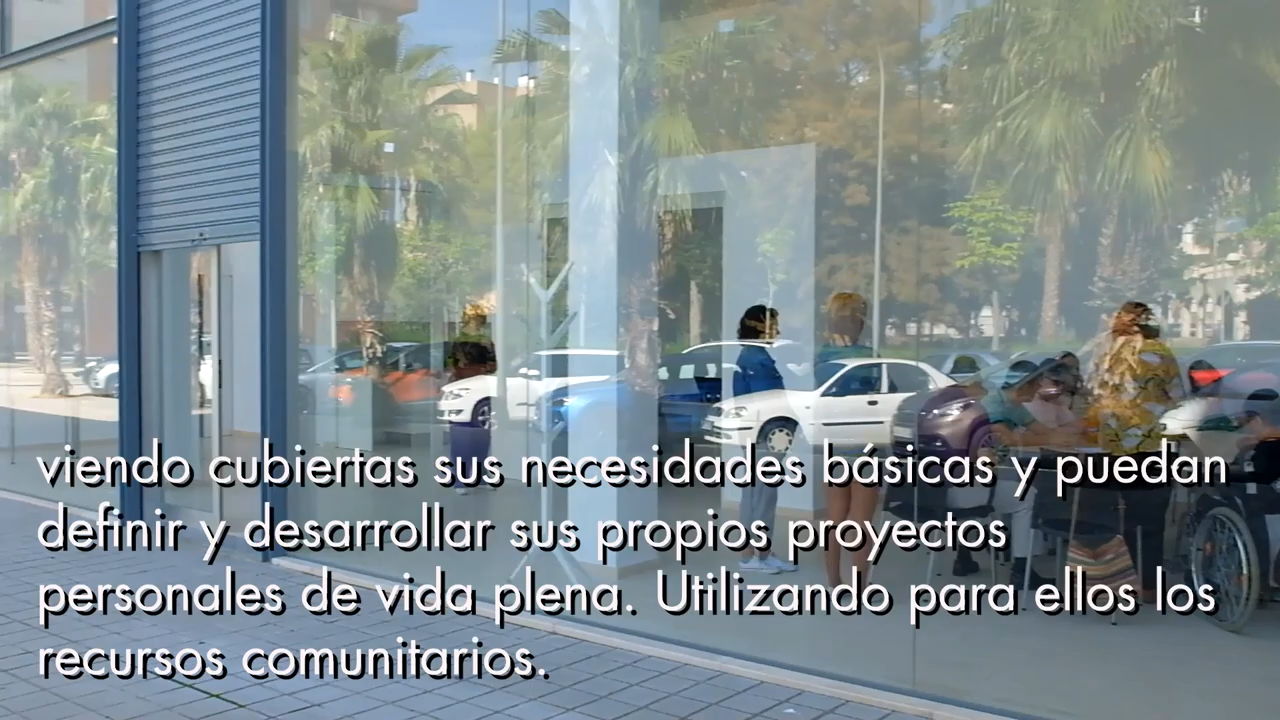 viendo cubiertas sus necesidades básicas y puedan
definir y desarrollar sus propios proyectos
personales de vida plena. Utilizando para ellos los
recursos comunitarios.